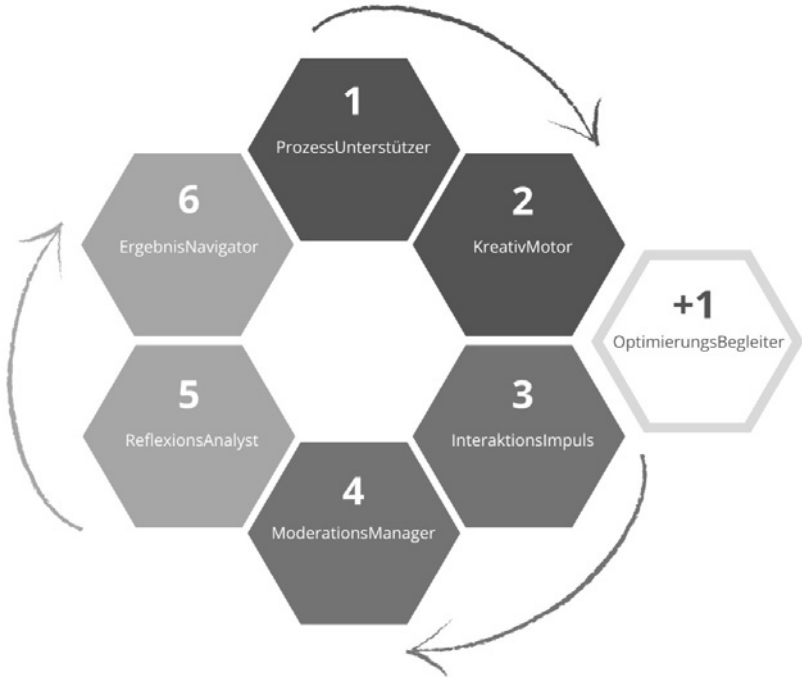 1
ProzessUnterstützer
2
KreativMotor
+1
OptimierungsBegleiter
3
InteraktionsImpuls
4
ModerationsManager
5
ReflexionsAnalyst
6
ErgebnisNavigator